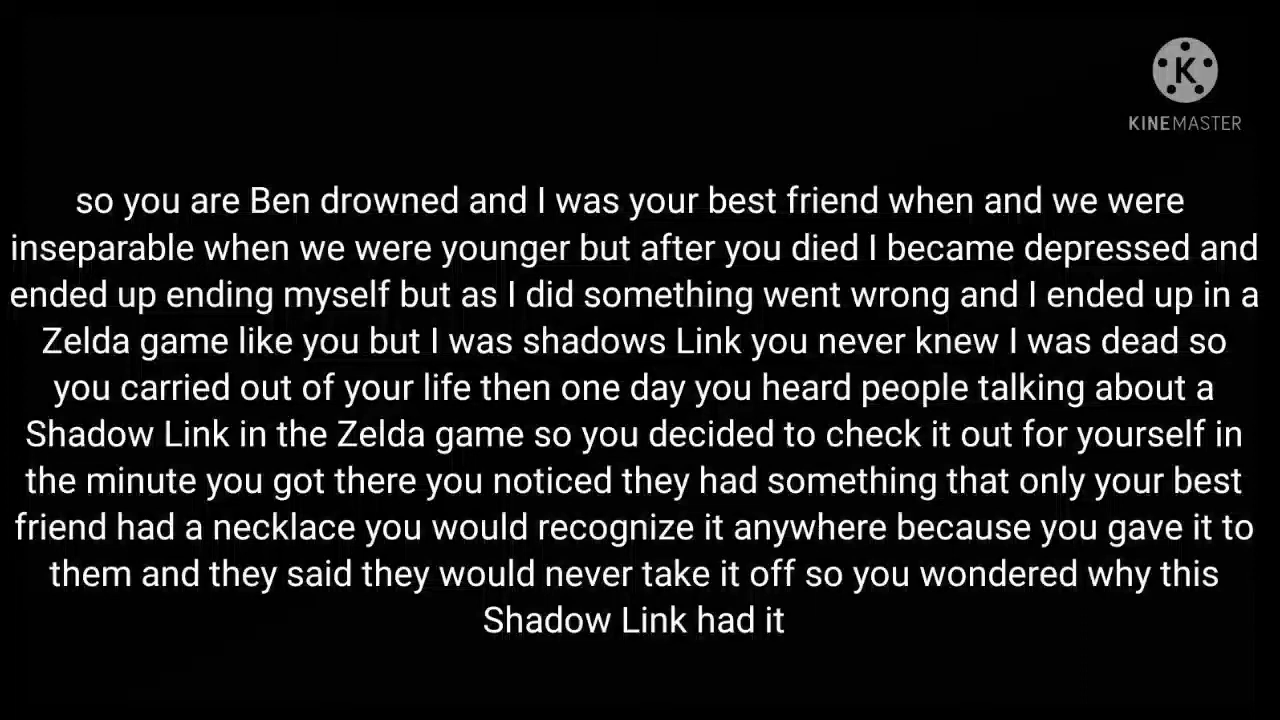 K
KINEMASTER
so you are Ben drowned and I was your best friend when and we were
inseparable when we were younger but after you died I became depressed and
ended up ending myself but as I did something went wrong and I ended up in a
Zelda game like you but I was shadows Link you never knew I was dead so
you carried out of your life then one day you heard people talking about a
Shadow Link in the Zelda game so you decided to check it out for yourself in
the minute you got there you noticed they had something that only your best
friend had a necklace you would recognize it anywhere because you gave it to
them and they said they would never take it off so you wondered why this
Shadow Link had it